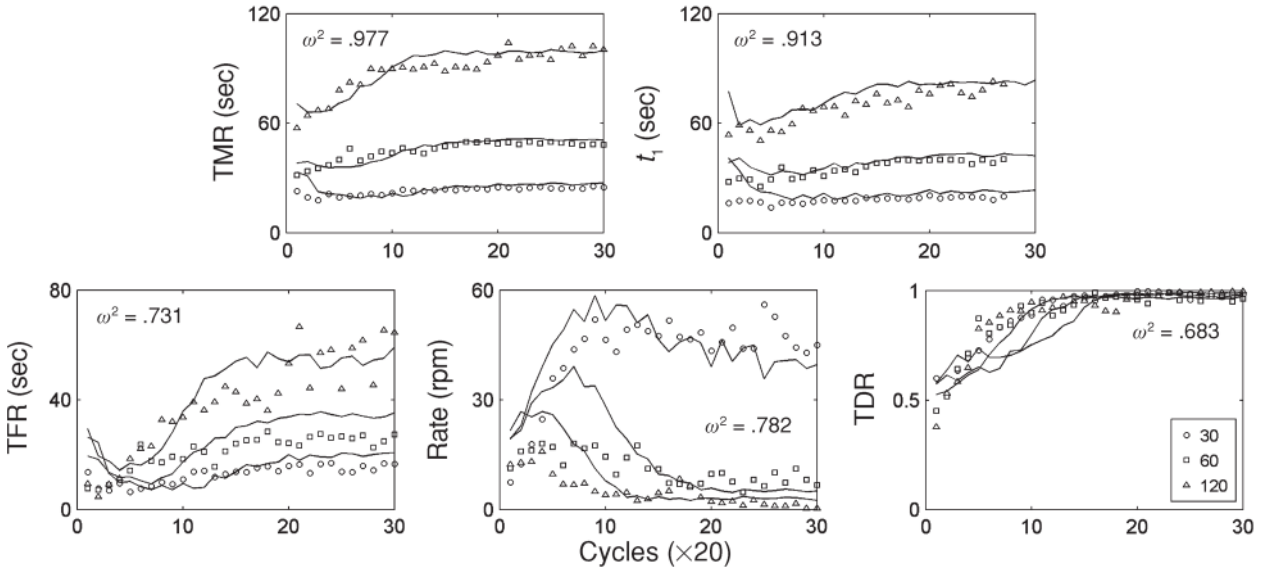 120
60
0
TMR (sec)
ω² = .977
0 10 20 30
120
60
0
t₁ (sec)
ω² = .913
0 10 20 30
80
40
0
TFR (sec)
ω² = .731
0 10 20 30
60
30
0
Rate (rpm)
ω² = .782
0 10 20 30
Cycles (×20)
1
0.5
0
TDR
ω² = .683
30
60
120
0 10 20 30